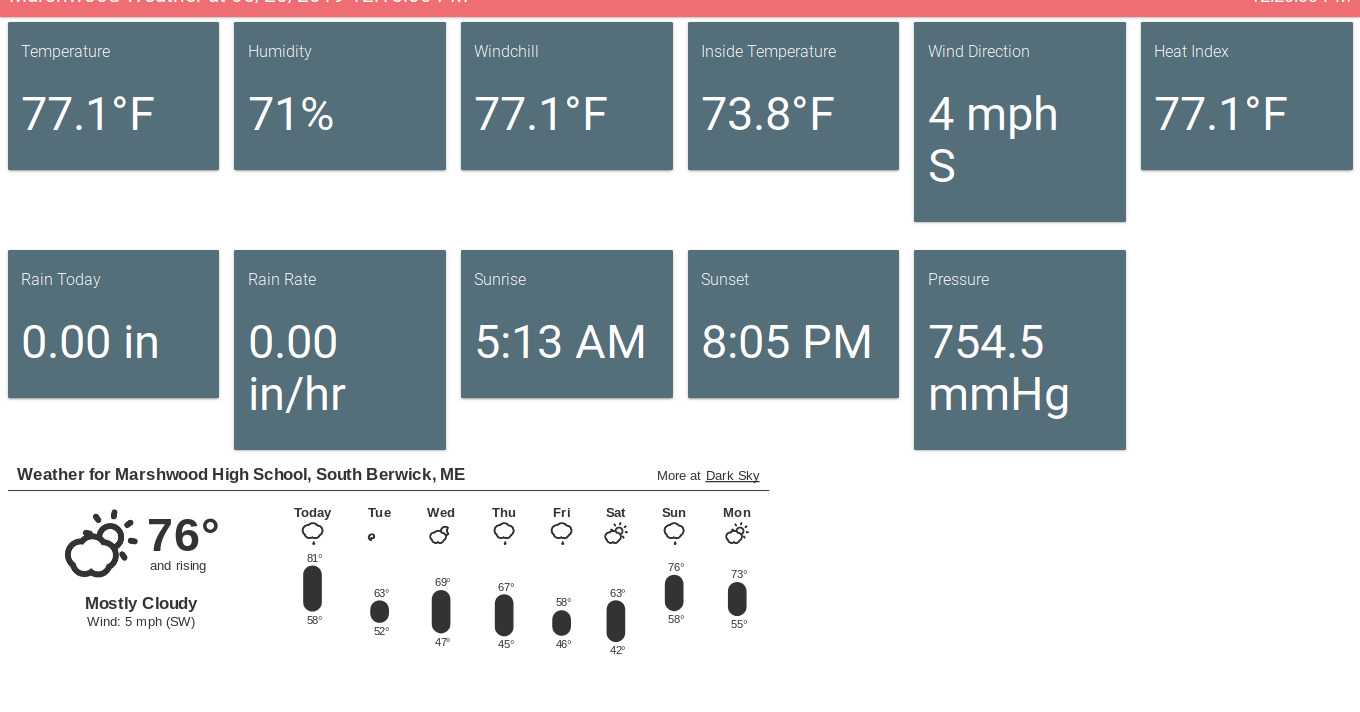 Marshwood Weather at
Temperature
77.1°F
Humidity
71%
Windchill
77.1°F
Inside Temperature
73.8°F
Wind Direction
4 mph
S
Heat Index
77.1°F
Rain Today
0.00 in
Rain Rate
0.00
in/hr
Sunrise
5:13 AM
Sunset
8:05 PM
Pressure
754.5
mmHg
Weather for Marshwood High School, South Berwick, ME
More at Dark Sky
76°
and rising
Mostly Cloudy
Wind: 5 mph (SW)
Today Tue Wed Thu Fri Sat Sun Mon
81° 63° 69° 67° 58° 63° 76° 73°
58° 52° 47° 45° 46° 42° 58° 55°